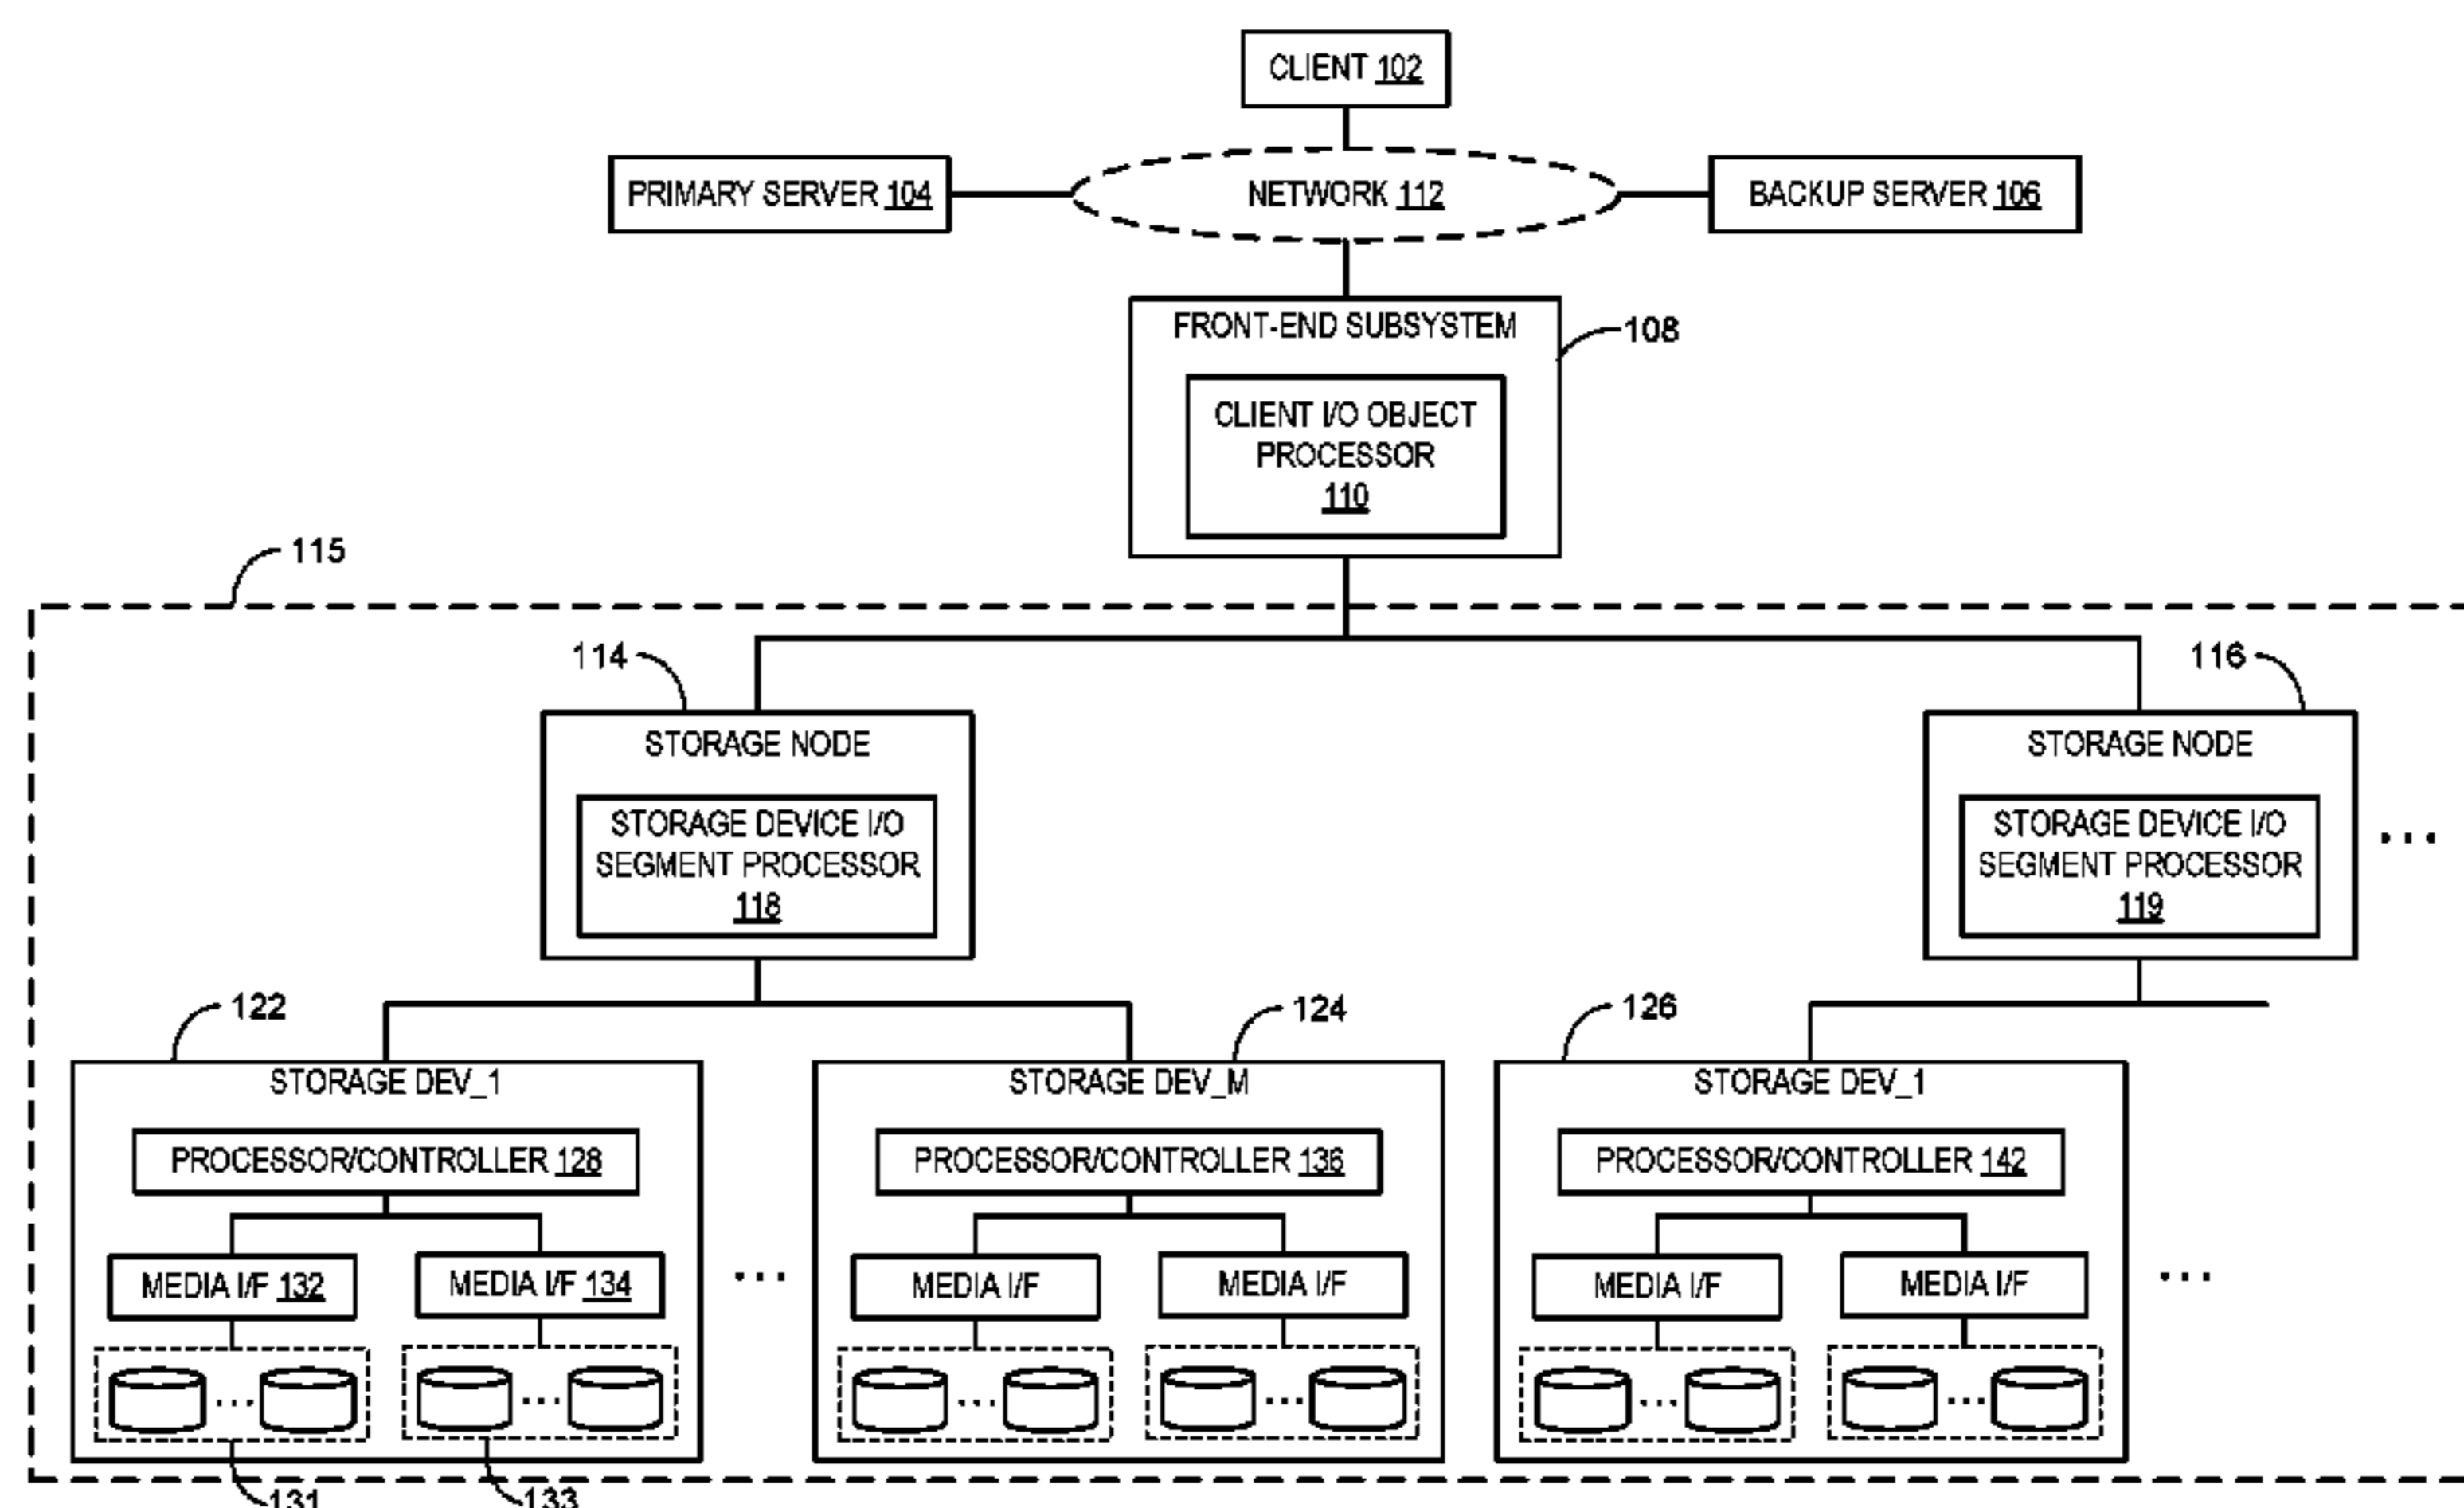 CLIENT 102
PRIMARY SERVER 104
NETWORK 112
BACKUP SERVER 106
FRONT-END SUBSYSTEM
108
CLIENT I/O OBJECT
PROCESSOR
110
115
114
116
STORAGE NODE
STORAGE DEVICE I/O
SEGMENT PROCESSOR
118
STORAGE NODE
STORAGE DEVICE I/O
SEGMENT PROCESSOR
119
...
122
124
126
STORAGE DEV_1
PROCESSOR/CONTROLLER 128
MEDIA I/F 132
MEDIA I/F 134
... ...
131
133
...
STORAGE DEV_M
PROCESSOR/CONTROLLER 136
MEDIA I/F
MEDIA I/F
... ...
STORAGE DEV_1
PROCESSOR/CONTROLLER 142
MEDIA I/F
MEDIA I/F
... ...
...